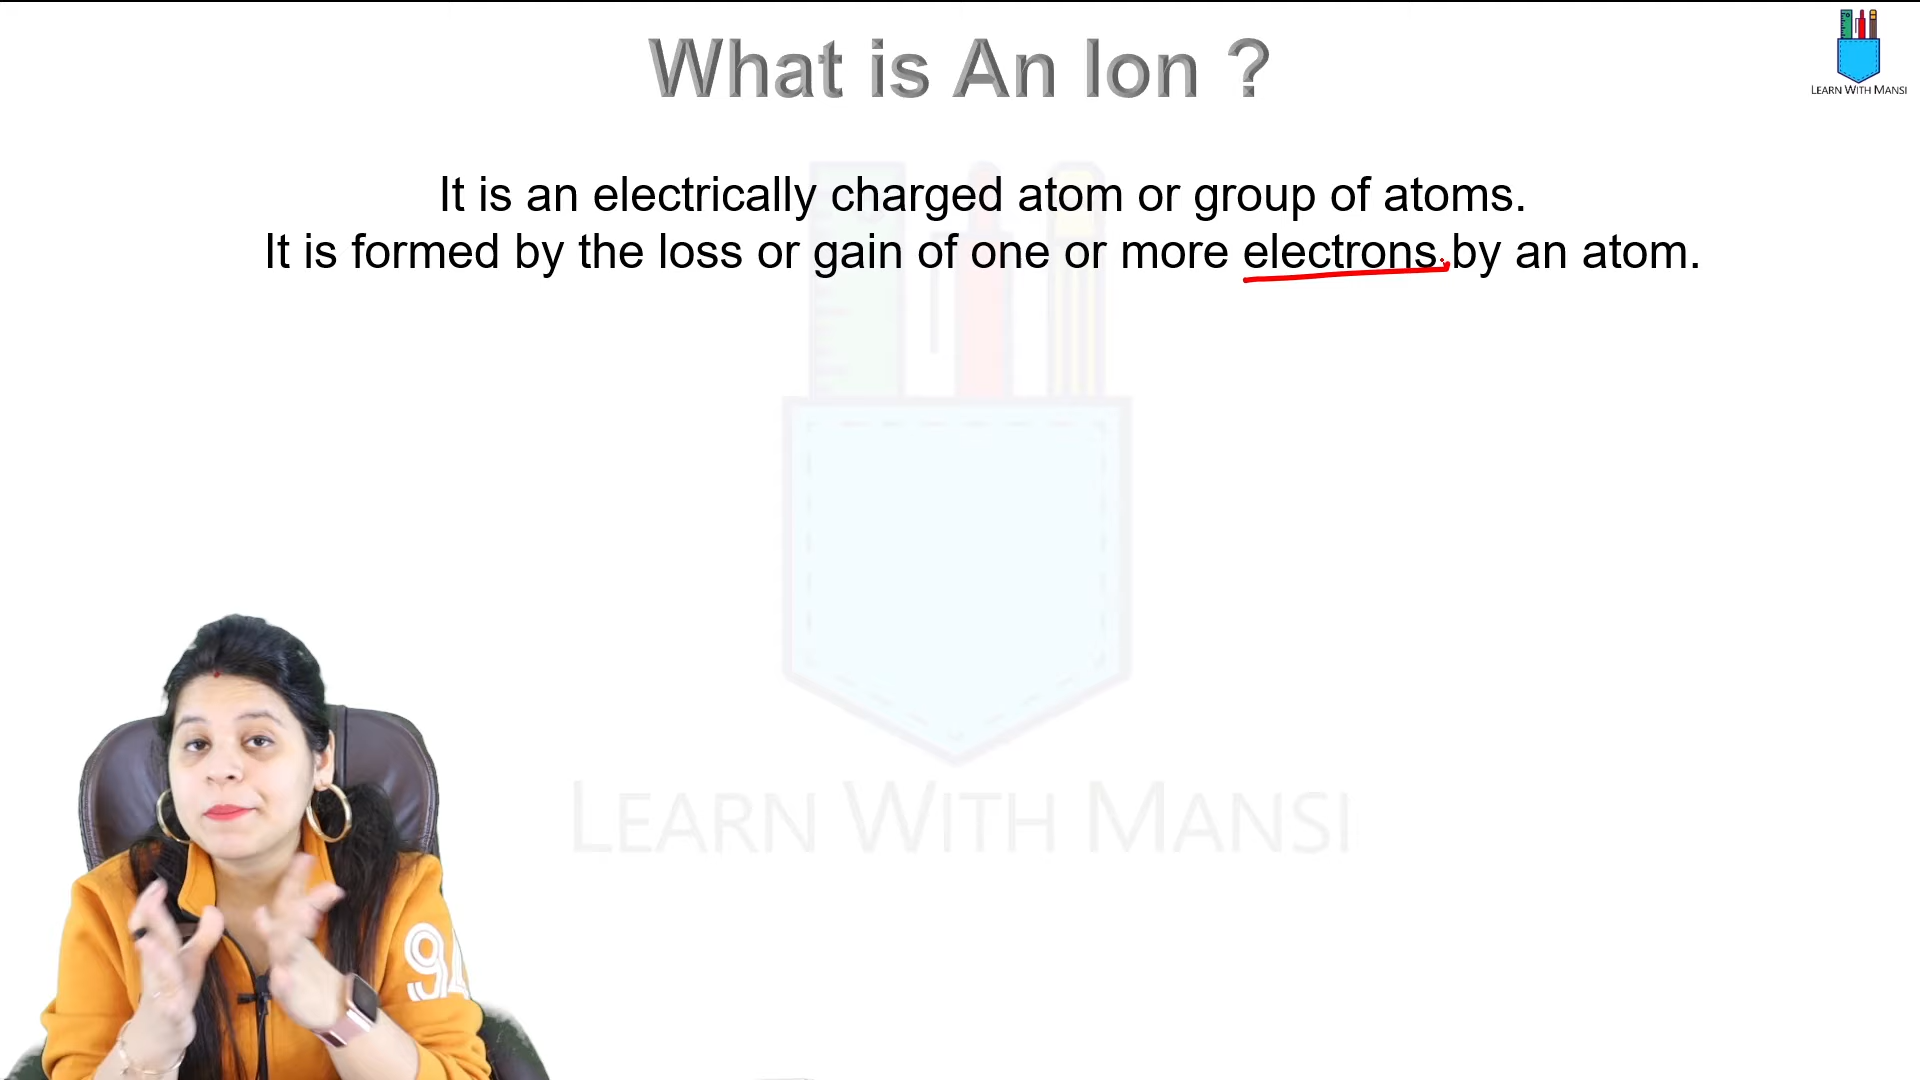 What is An Ion ?
LEARN WITH MANSI
It is an electrically charged atom or group of atoms.
It is formed by the loss or gain of one or more electrons by an atom.
LEARN WITH MANSI
94